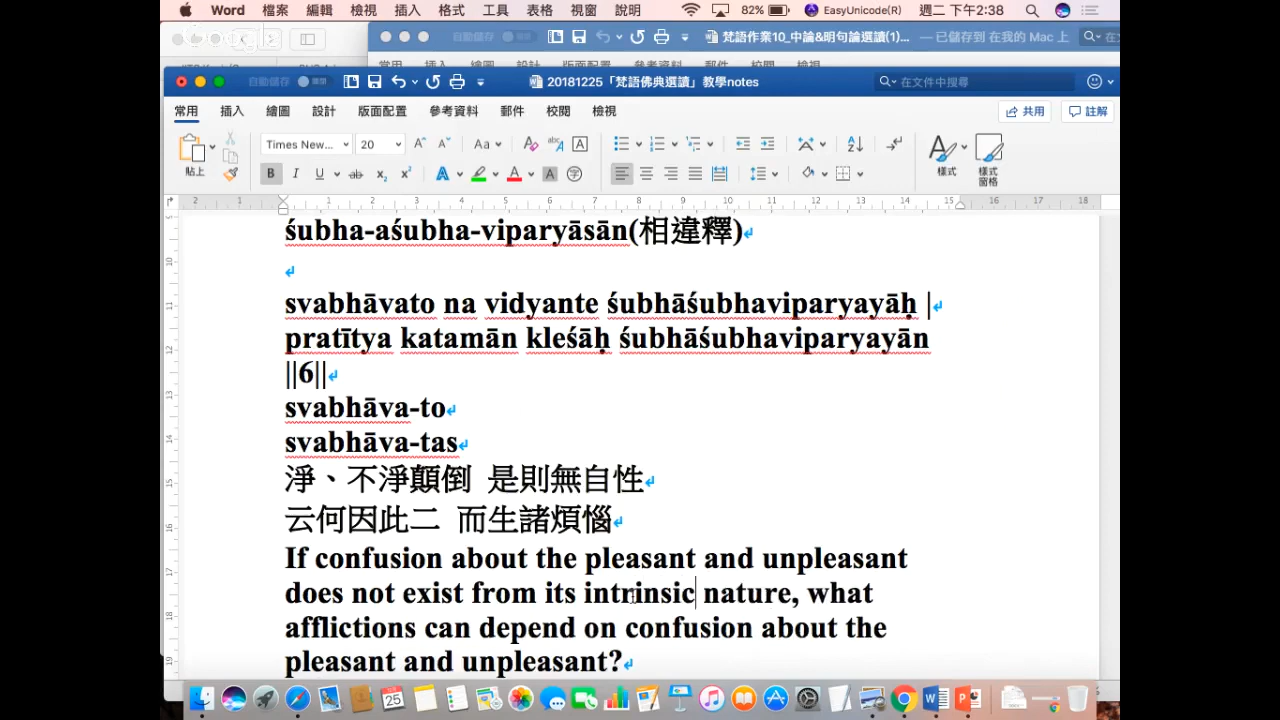 Word 檔案 編輯 檢視 插入 格式 工具 表格 視窗 說明 82% EasyUnicode(R) 週二 下午2:38
Google 自動儲存 梵語作業10_中論&明句論選讀(1)... — 已儲存到 在我的 Mac 上
自動儲存 20181225「梵語佛典選讀」教學notes 在文件中搜尋
常用 插入 繪圖 設計 版面配置 參考資料 郵件 校閱 檢視 共用 註解
貼上 Times New... 20 樣式 樣式窗格
śubha-aśubha-viparyāsān(相違釋)
svabhāvato na vidyante śubhāśubhaviparyayāḥ |
pratītya katamān kleśāḥ śubhāśubhaviparyayān
||6||
svabhāva-to
svabhāva-tas
淨、不淨顛倒 是則無自性
云何因此二 而生諸煩惱
If confusion about the pleasant and unpleasant
does not exist from its intrinsic nature, what
afflictions can depend on confusion about the
pleasant and unpleasant?